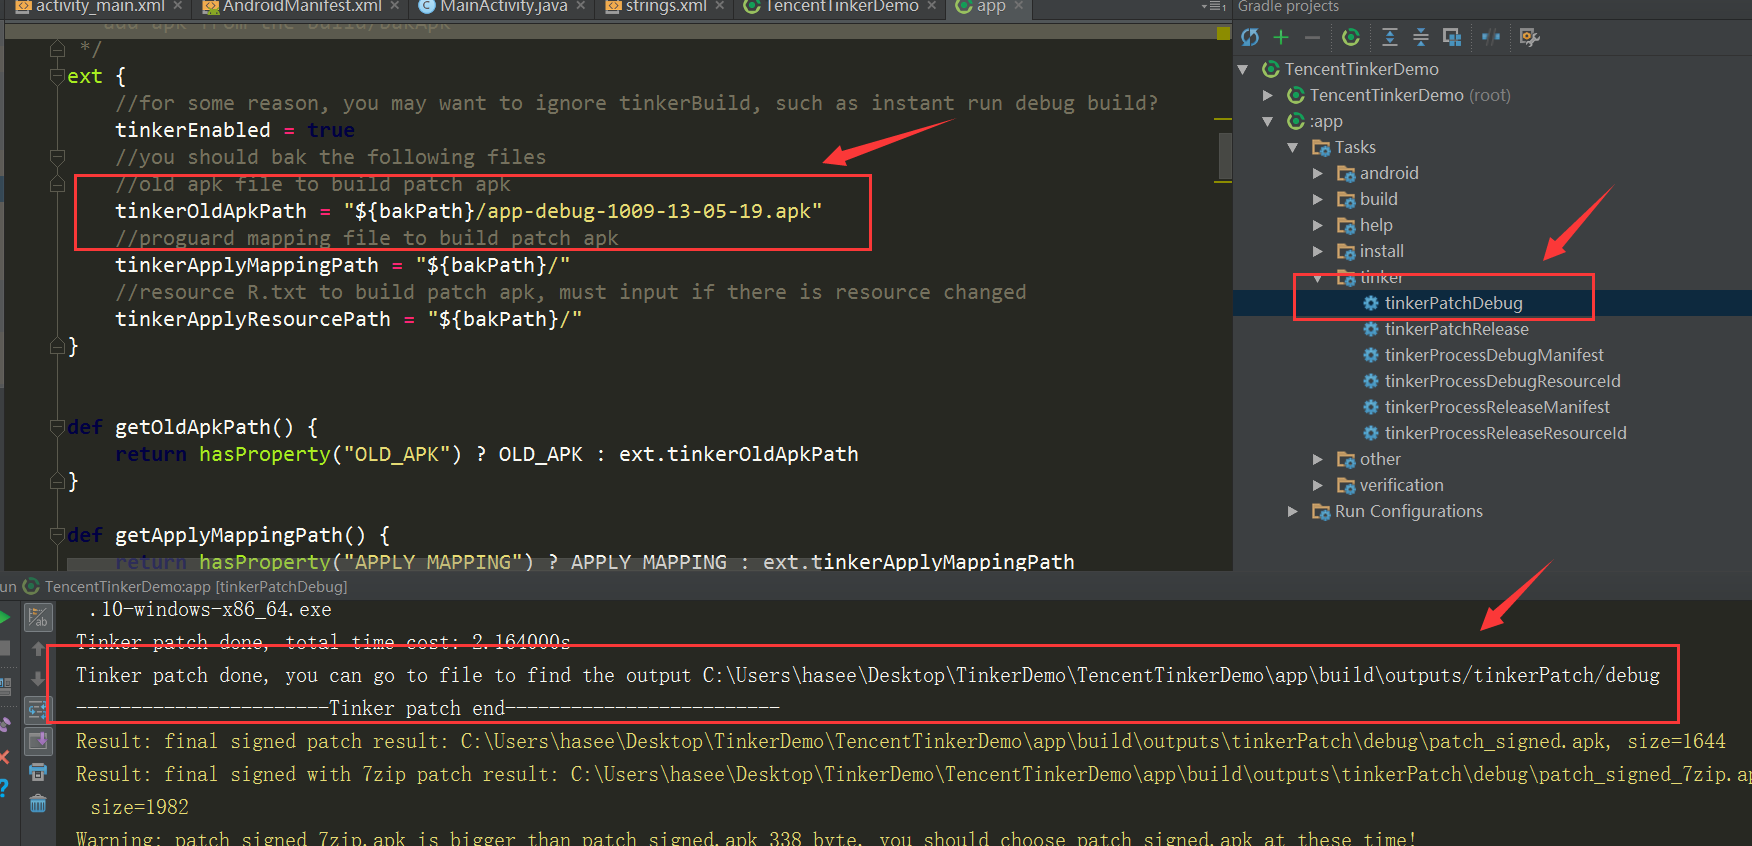 activity_main.xml × AndroidManifest.xml × MainActivity.java × strings.xml × TencentTinkerDemo × app ×
*/
ext {
//for some reason, you may want to ignore tinkerBuild, such as instant run debug build?
tinkerEnabled = true
//you should bak the following files
//old apk file to build patch apk
tinkerOldApkPath = "${bakPath}/app-debug-1009-13-05-19.apk"
//proguard mapping file to build patch apk
tinkerApplyMappingPath = "${bakPath}/"
//resource R.txt to build patch apk, must input if there is resource changed
tinkerApplyResourcePath = "${bakPath}/"
}
def getOldApkPath() {
return hasProperty("OLD_APK") ? OLD_APK : ext.tinkerOldApkPath
}
def getApplyMappingPath() {
return hasProperty("APPLY_MAPPING") ? APPLY_MAPPING : ext.tinkerApplyMappingPath
Gradle projects
TencentTinkerDemo
TencentTinkerDemo (root)
:app
Tasks
android
build
help
install
tinker
tinkerPatchDebug
tinkerPatchRelease
tinkerProcessDebugManifest
tinkerProcessDebugResourceId
tinkerProcessReleaseManifest
tinkerProcessReleaseResourceId
other
verification
Run Configurations
un TencentTinkerDemo:app [tinkerPatchDebug]
.10-windows-x86_64.exe
Tinker patch done, total time cost: 2.164000s
Tinker patch done, you can go to file to find the output C:\Users\hasee\Desktop\TinkerDemo\TencentTinkerDemo\app\build\outputs/tinkerPatch/debug
-----------------------Tinker patch end-------------------------
Result: final signed patch result: C:\Users\hasee\Desktop\TinkerDemo\TencentTinkerDemo\app\build\outputs\tinkerPatch\debug\patch_signed.apk, size=1644
Result: final signed with 7zip patch result: C:\Users\hasee\Desktop\TinkerDemo\TencentTinkerDemo\app\build\outputs\tinkerPatch\debug\patch_signed_7zip.ap
size=1982
Warning: patch_signed_7zip.apk is bigger than patch_signed.apk 338 byte, you should choose patch_signed.apk at these time!